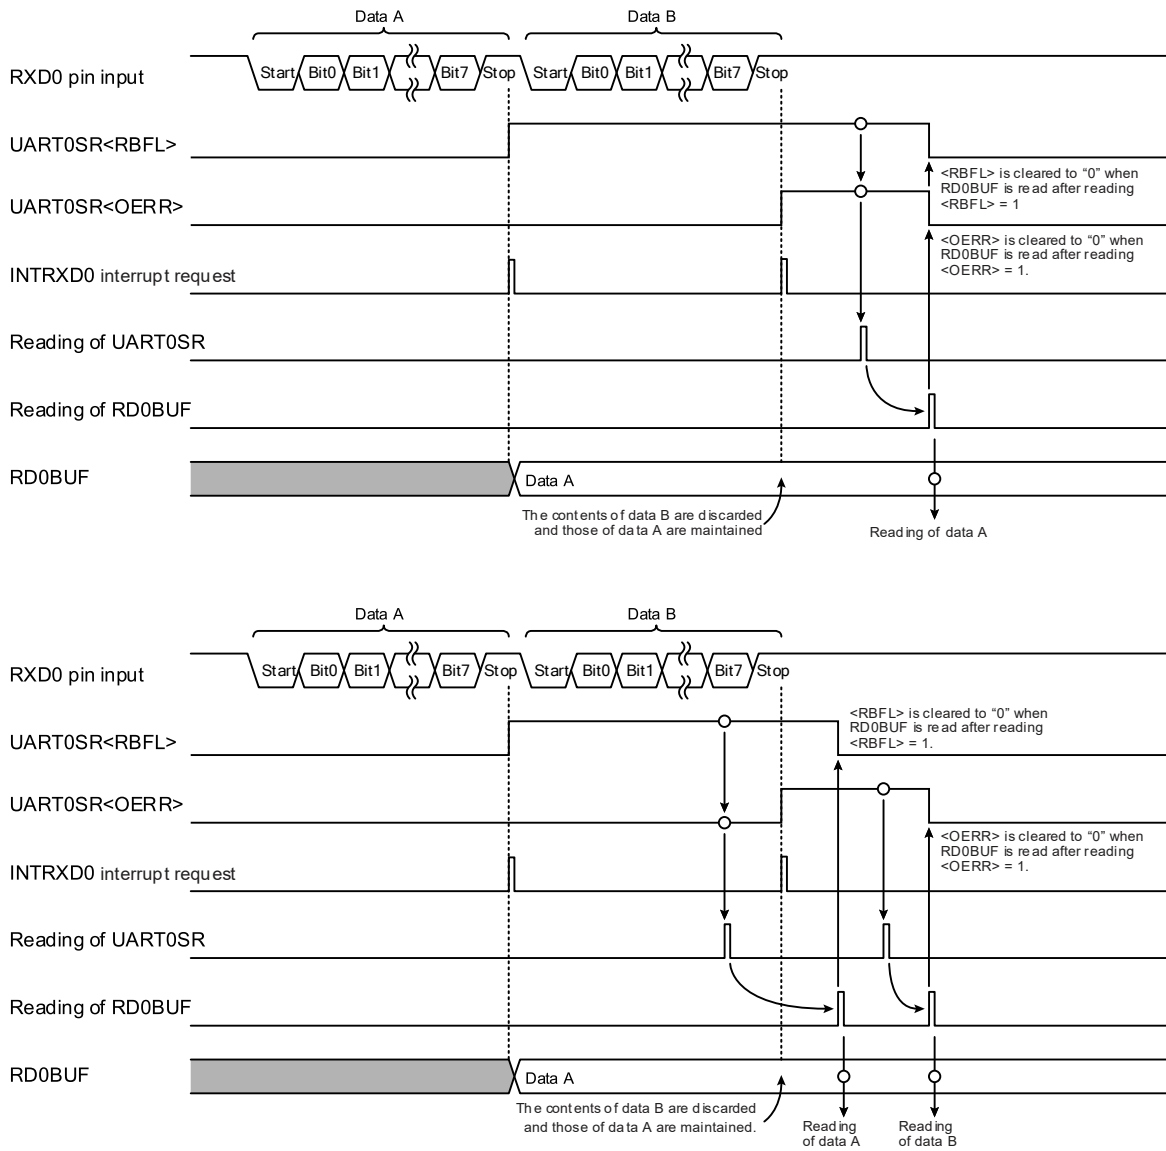 Data A
Data B
RXD0 pin input
Start Bit0 Bit1 Bit7 Stop Start Bit0 Bit1 Bit7 Stop
UART0SR<RBFL>
<RBFL> is cleared to “0” when
RD0BUF is read after reading
<RBFL> = 1
UART0SR<OERR>
<OERR> is cleared to “0” when
RD0BUF is read after reading
<OERR> = 1.
INTRXD0 interrupt request
Reading of UART0SR
Reading of RD0BUF
RD0BUF
Data A
The contents of data B are discarded
and those of data A are maintained
Reading of data A
Data A
Data B
RXD0 pin input
Start Bit0 Bit1 Bit7 Stop Start Bit0 Bit1 Bit7 Stop
<RBFL> is cleared to “0” when
RD0BUF is read after reading
<RBFL> = 1.
UART0SR<RBFL>
UART0SR<OERR>
<OERR> is cleared to “0” when
RD0BUF is read after reading
<OERR> = 1.
INTRXD0 interrupt request
Reading of UART0SR
Reading of RD0BUF
RD0BUF
Data A
The contents of data B are discarded
and those of data A are maintained.
Reading
of data A
Reading
of data B